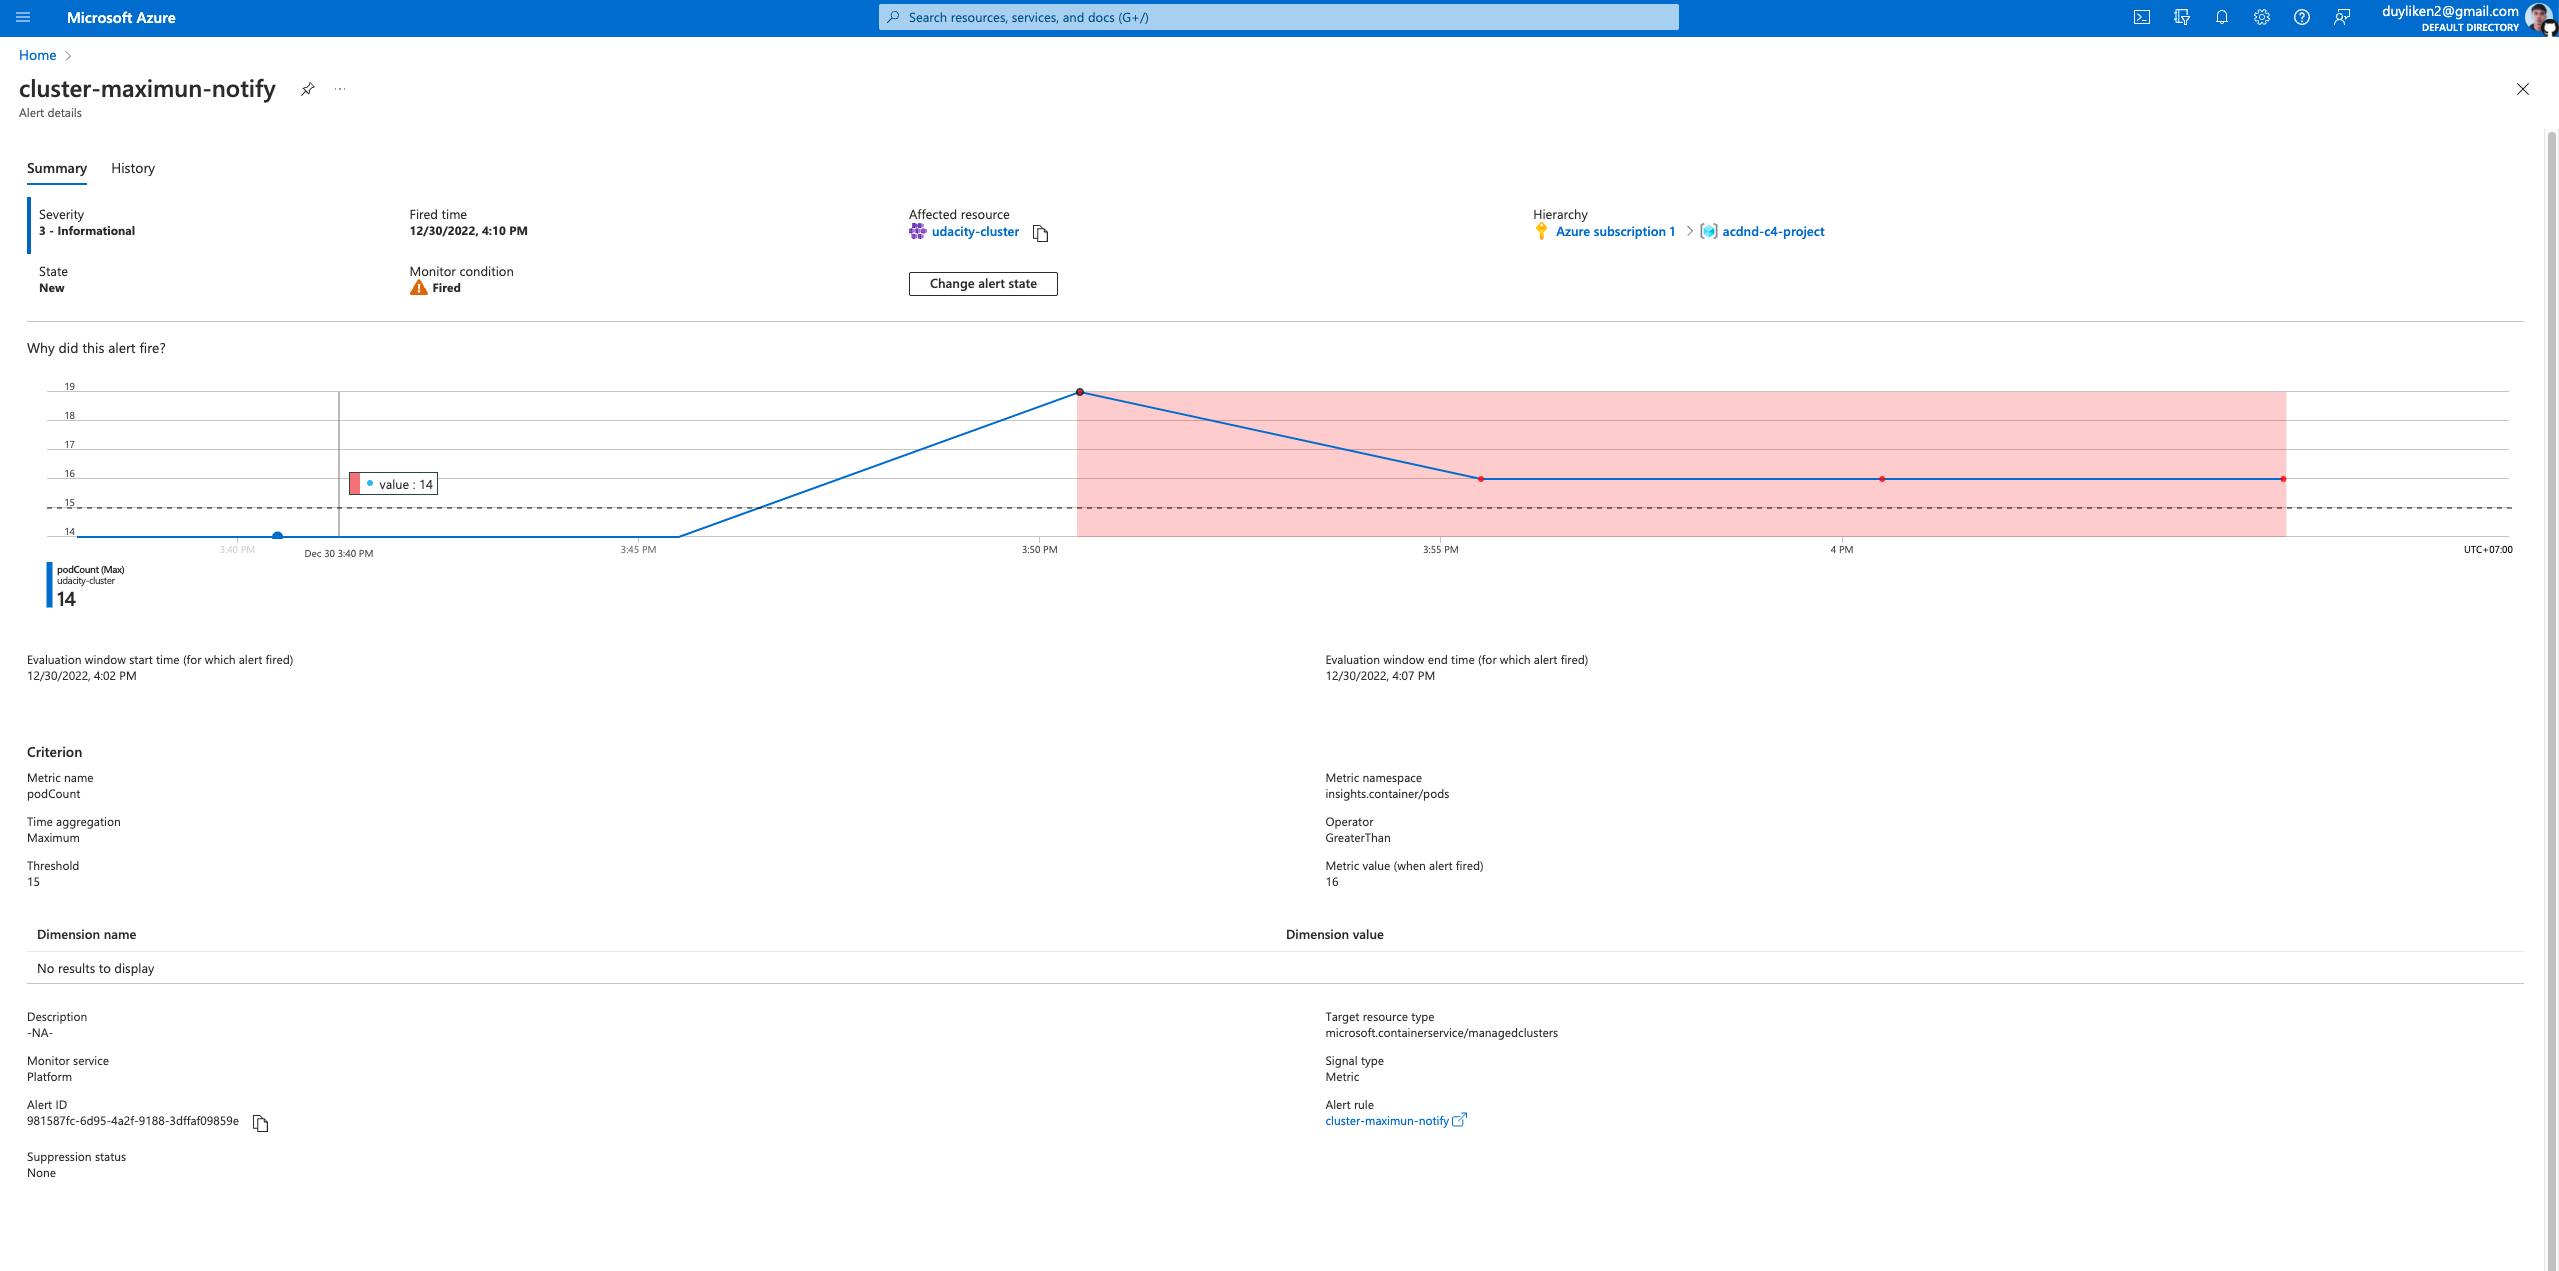 Microsoft Azure
Search resources, services, and docs (G+/)
duyliken2@gmail.com
DEFAULT DIRECTORY
Home
cluster-maximun-notify
Alert details
Summary
History
Severity
3 - Informational
Fired time
12/30/2022, 4:10 PM
Affected resource
udacity-cluster
Hierarchy
Azure subscription 1 > acdnd-c4-project
State
New
Monitor condition
Fired
Change alert state
Why did this alert fire?
19
18
17
16
15
14
value : 14
3:40 PM
Dec 30 3:40 PM
3:45 PM
3:50 PM
3:55 PM
4 PM
UTC+07:00
podCount (Max)
udacity-cluster
14
Evaluation window start time (for which alert fired)
12/30/2022, 4:02 PM
Evaluation window end time (for which alert fired)
12/30/2022, 4:07 PM
Criterion
Metric name
podCount
Metric namespace
insights.container/pods
Time aggregation
Maximum
Operator
GreaterThan
Threshold
15
Metric value (when alert fired)
16
Dimension name
Dimension value
No results to display
Description
-NA-
Target resource type
microsoft.containerservice/managedclusters
Monitor service
Platform
Signal type
Metric
Alert ID
981587fc-6d95-4a2f-9188-3dffaf09859e
Alert rule
cluster-maximun-notify
Suppression status
None